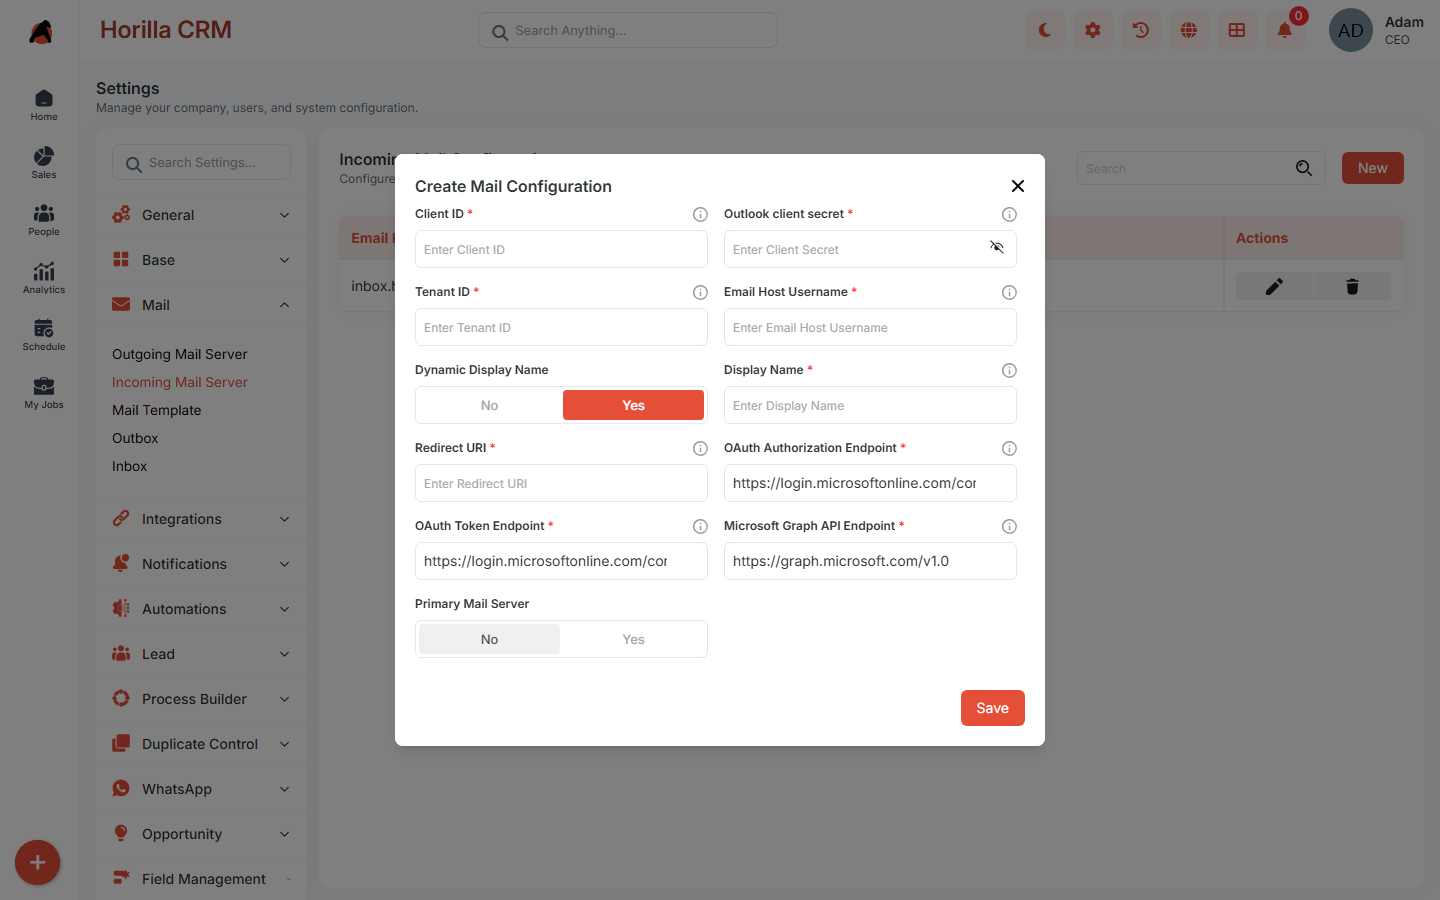 Horilla CRM
Search Anything...
0
AD
Adam
CEO
Home
Sales
People
Analytics
Schedule
My Jobs
Settings
Manage your company, users, and system configuration.
Search Settings...
General
Base
Mail
Outgoing Mail Server
Incoming Mail Server
Mail Template
Outbox
Inbox
Integrations
Notifications
Automations
Lead
Process Builder
Duplicate Control
WhatsApp
Opportunity
Field Management
Configure
Search
New
Email
Actions
inbox.
Create Mail Configuration
Client ID *
Enter Client ID
Outlook client secret *
Enter Client Secret
Tenant ID *
Enter Tenant ID
Email Host Username *
Enter Email Host Username
Dynamic Display Name
No Yes
Display Name *
Enter Display Name
Redirect URI *
Enter Redirect URI
OAuth Authorization Endpoint *
https://login.microsoftonline.com/cor
OAuth Token Endpoint *
https://login.microsoftonline.com/cor
Microsoft Graph API Endpoint *
https://graph.microsoft.com/v1.0
Primary Mail Server
No Yes
Save